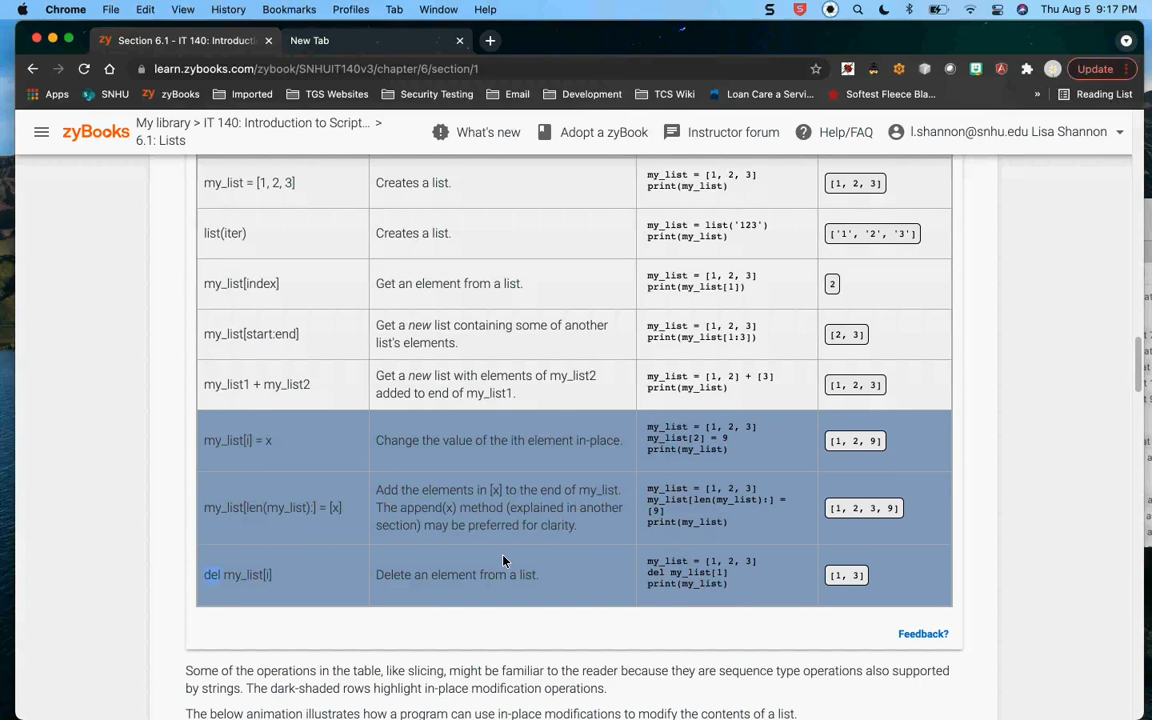 Chrome File Edit View History Bookmarks Profiles Tab Window Help Thu Aug 5 9:17 PM
Section 6.1 - IT 140: Introducti New Tab
learn.zybooks.com/zybook/SNHUIT140v3/chapter/6/section/1 Update
Apps SNHU zyBooks Imported TGS Websites Security Testing Email Development TCS Wiki Loan Care a Servic... Softest Fleece Bla... » Reading List
zyBooks My library > IT 140: Introduction to Script... > What's new Adopt a zyBook Instructor forum Help/FAQ l.shannon@snhu.edu Lisa Shannon
6.1: Lists
my_list = [1, 2, 3]
Creates a list.
my_list = [1, 2, 3]
print(my_list)
[1, 2, 3]
list(iter)
Creates a list.
my_list = list('123')
print(my_list)
['1', '2', '3']
my_list[index]
Get an element from a list.
my_list = [1, 2, 3]
print(my_list[1])
2
my_list[start:end]
Get a new list containing some of another
list's elements.
my_list = [1, 2, 3]
print(my_list[1:3])
[2, 3]
my_list1 + my_list2
Get a new list with elements of my_list2
added to end of my_list1.
my_list = [1, 2] + [3]
print(my_list)
[1, 2, 3]
my_list[i] = x
Change the value of the ith element in-place.
my_list = [1, 2, 3]
my_list[2] = 9
print(my_list)
[1, 2, 9]
my_list[len(my_list):] = [x]
Add the elements in [x] to the end of my_list.
The append(x) method (explained in another
section) may be preferred for clarity.
my_list = [1, 2, 3]
my_list[len(my_list):] =
[9]
print(my_list)
[1, 2, 3, 9]
del my_list[i]
Delete an element from a list.
my_list = [1, 2, 3]
del my_list[1]
print(my_list)
[1, 3]
Feedback?
Some of the operations in the table, like slicing, might be familiar to the reader because they are sequence type operations also supported
by strings. The dark-shaded rows highlight in-place modification operations.
The below animation illustrates how a program can use in-place modifications to modify the contents of a list.